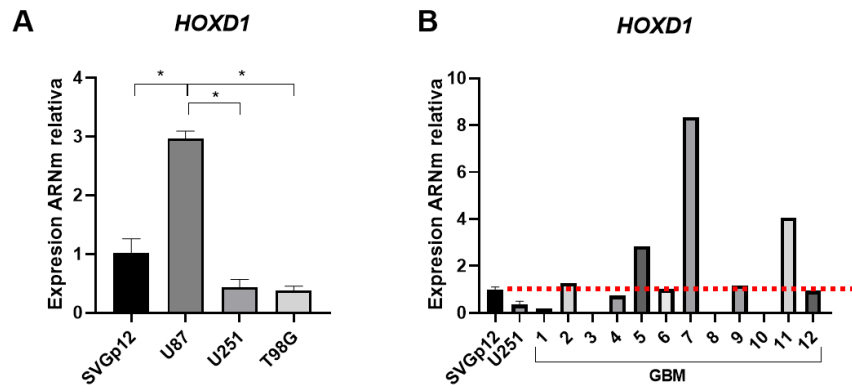 A
HOXD1
Expresion ARNm relativa
4
3
2
1
0
*
*
*
SVGp12
U87
U251
T98G
B
HOXD1
Expresion ARNm relativa
10
8
6
4
2
0
SVGp12
U251
1
2
3
4
5
6
7
8
9
10
11
12
GBM